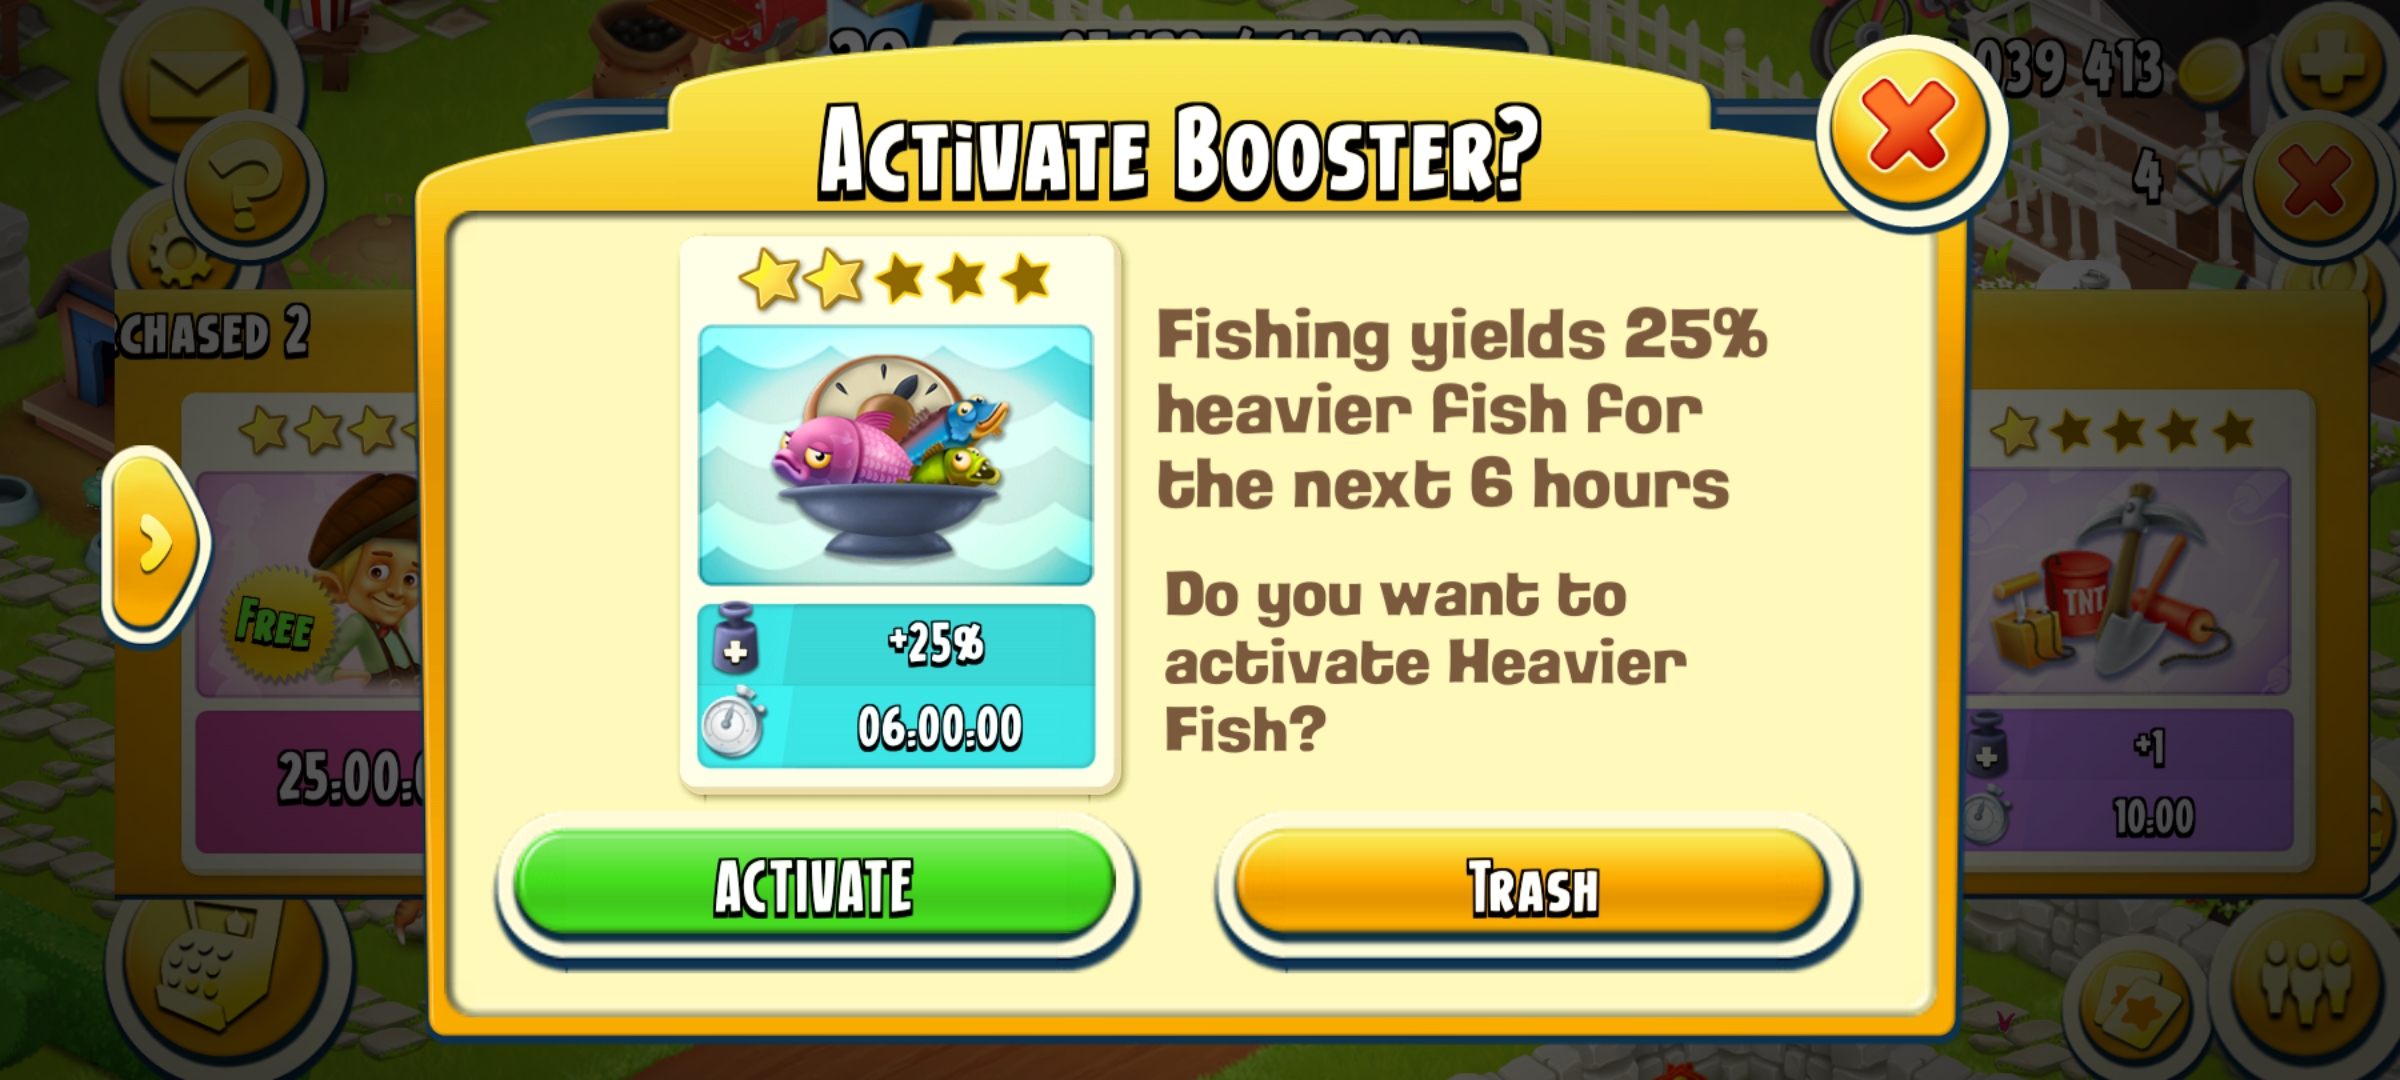 039 413
4
ACTIVATE BOOSTER?
CHASED 2
Fishing yields 25%
heavier fish for
the next 6 hours
Do you want to
activate Heavier
Fish?
+25%
06:00:00
FREE
25:00:
TNT
+1
10:00
ACTIVATE
TRASH